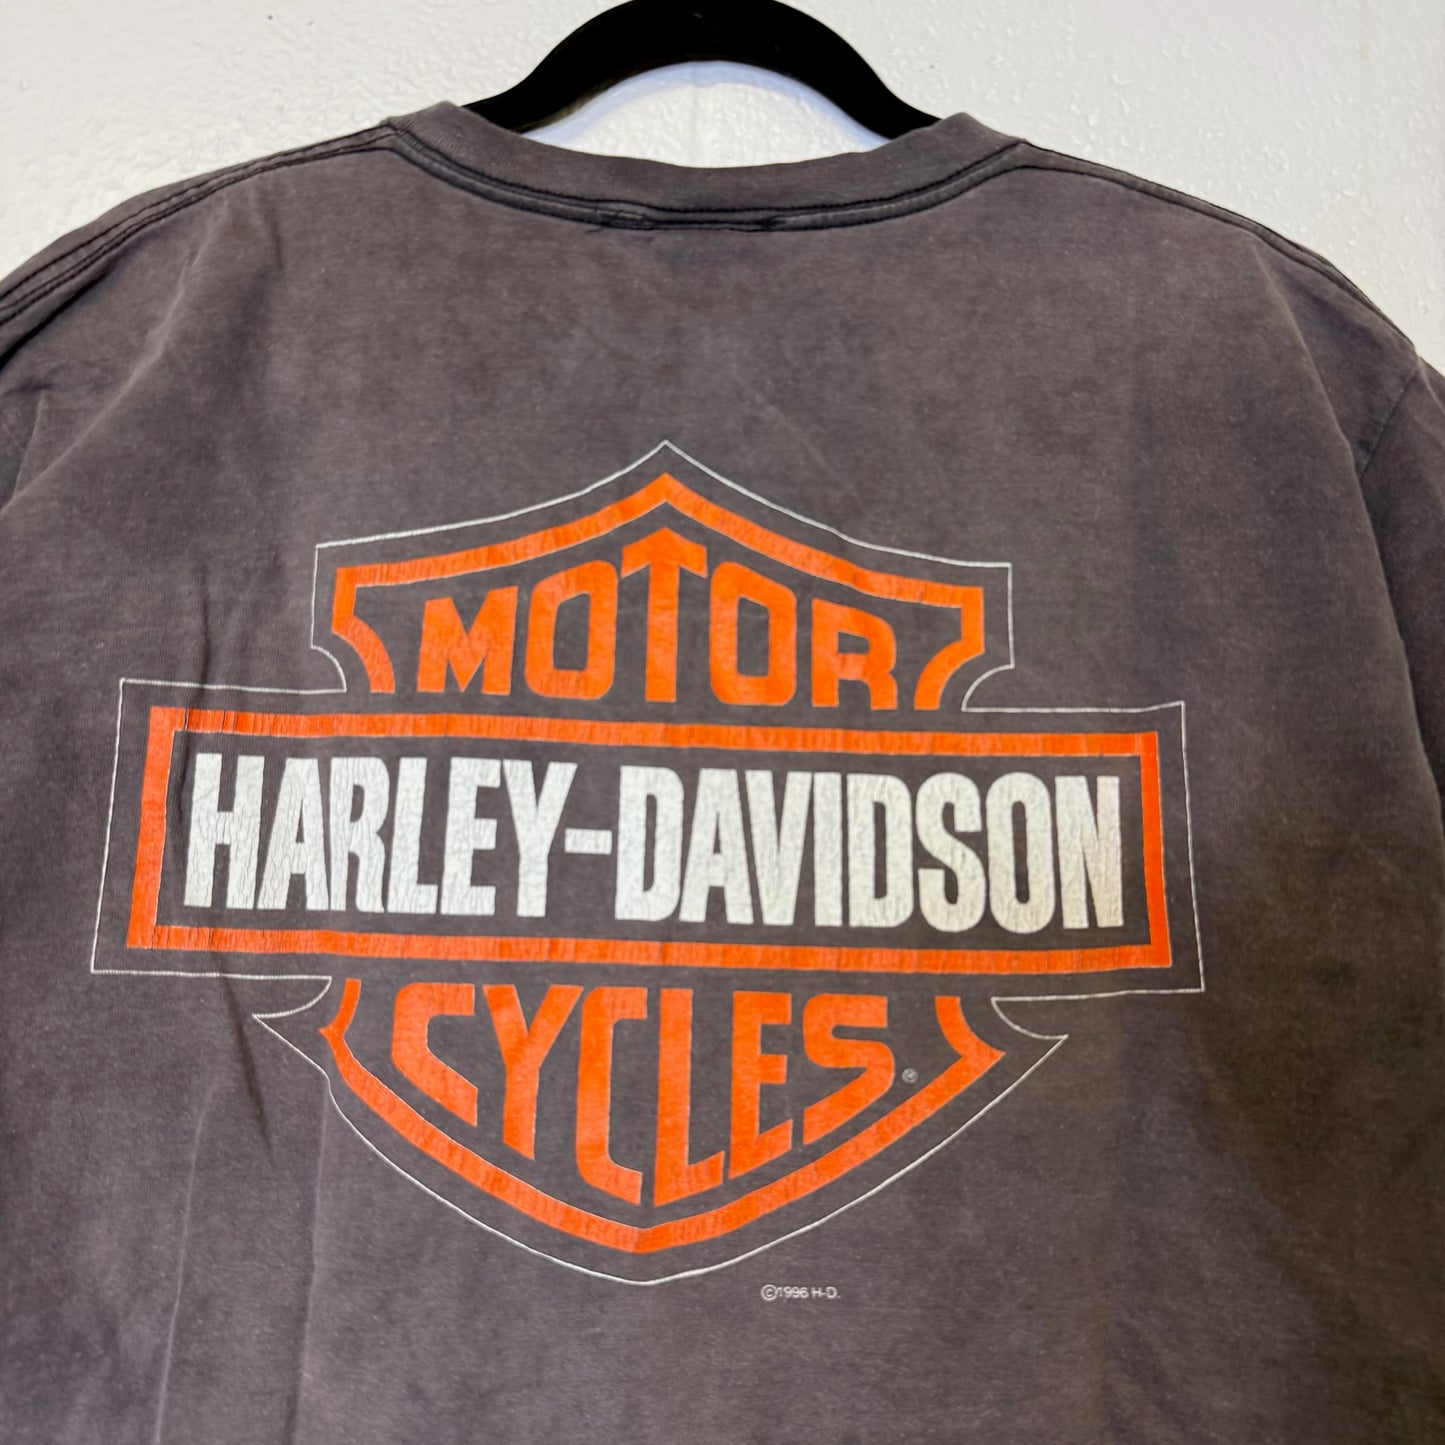 MOTOR
HARLEY-DAVIDSON
CYCLES®
©1996 H-D.